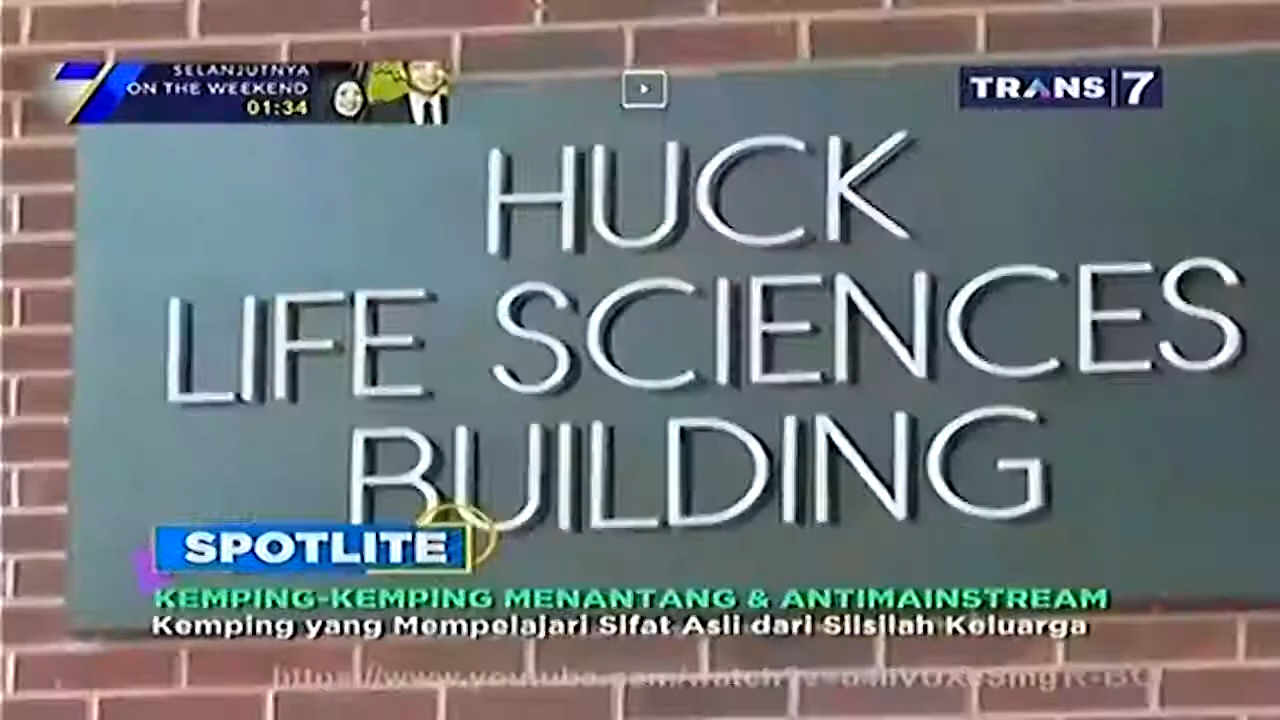 SELANJUTNYA
ON THE WEEKEND
01:34
TRANS 7
HUCK
LIFE SCIENCES
BUILDING
SPOTLITE
KEMPING-KEMPING MENANTANG & ANTIMAINSTREAM
Kemping yang Mempelajari Sifat Asli dari Silsilah Keluarga